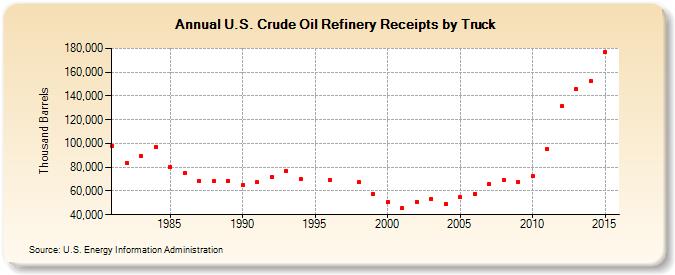 Annual U.S. Crude Oil Refinery Receipts by Truck
Thousand Barrels
180,000
160,000
140,000
120,000
100,000
80,000
60,000
40,000
1985 1990 1995 2000 2005 2010 2015
Source: U.S. Energy Information Administration